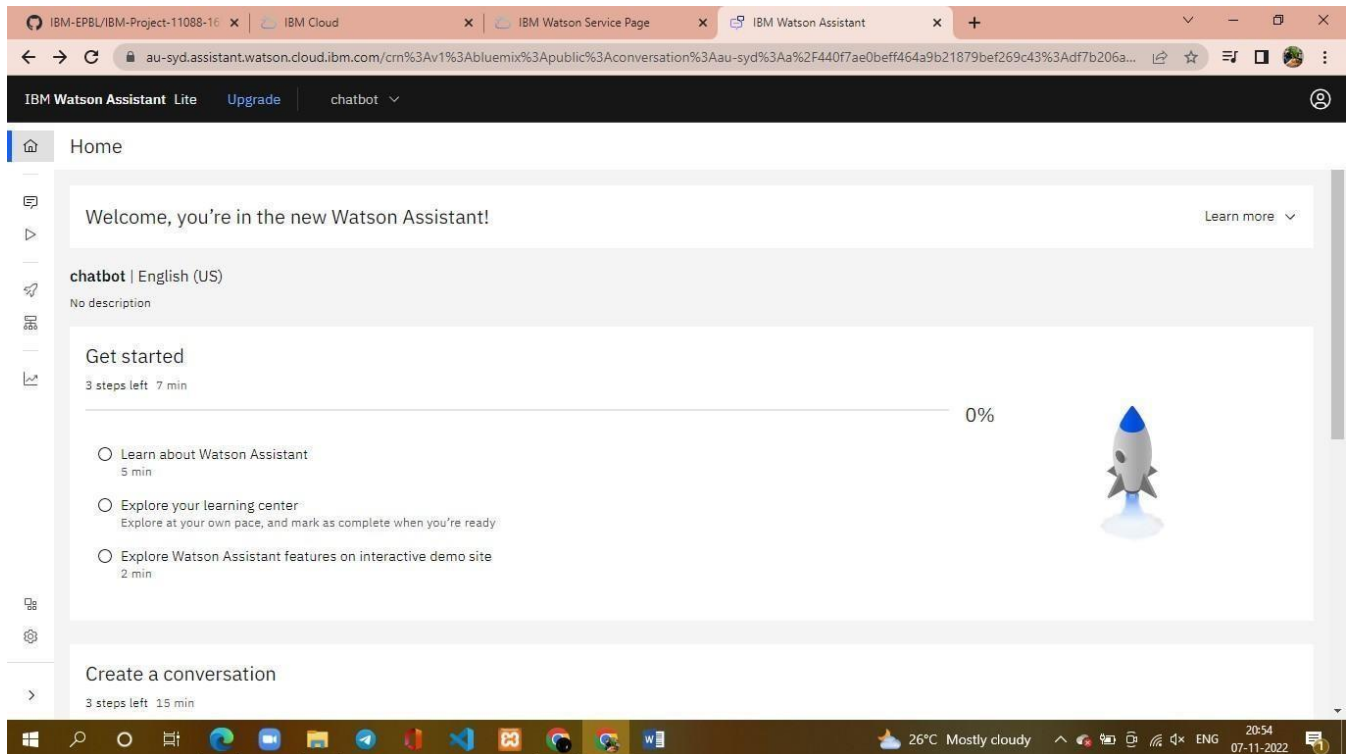 IBM-EPBL/IBM-Project-11088-16
IBM Cloud
IBM Watson Service Page
IBM Watson Assistant
au-syd.assistant.watson.cloud.ibm.com/crn%3Av1%3Abluemix%3Apublic%3Aconversation%3Aau-syd%3Aa%2F440f7ae0beff464a9b21879bef269c43%3Adf7b206a...
IBM Watson Assistant Lite Upgrade chatbot
Home
Welcome, you're in the new Watson Assistant!
Learn more
chatbot | English (US)
No description
Get started
3 steps left 7 min
0%
Learn about Watson Assistant
5 min
Explore your learning center
Explore at your own pace, and mark as complete when you're ready
Explore Watson Assistant features on interactive demo site
2 min
Create a conversation
3 steps left 15 min
26°C Mostly cloudy
ENG
20:54
07-11-2022